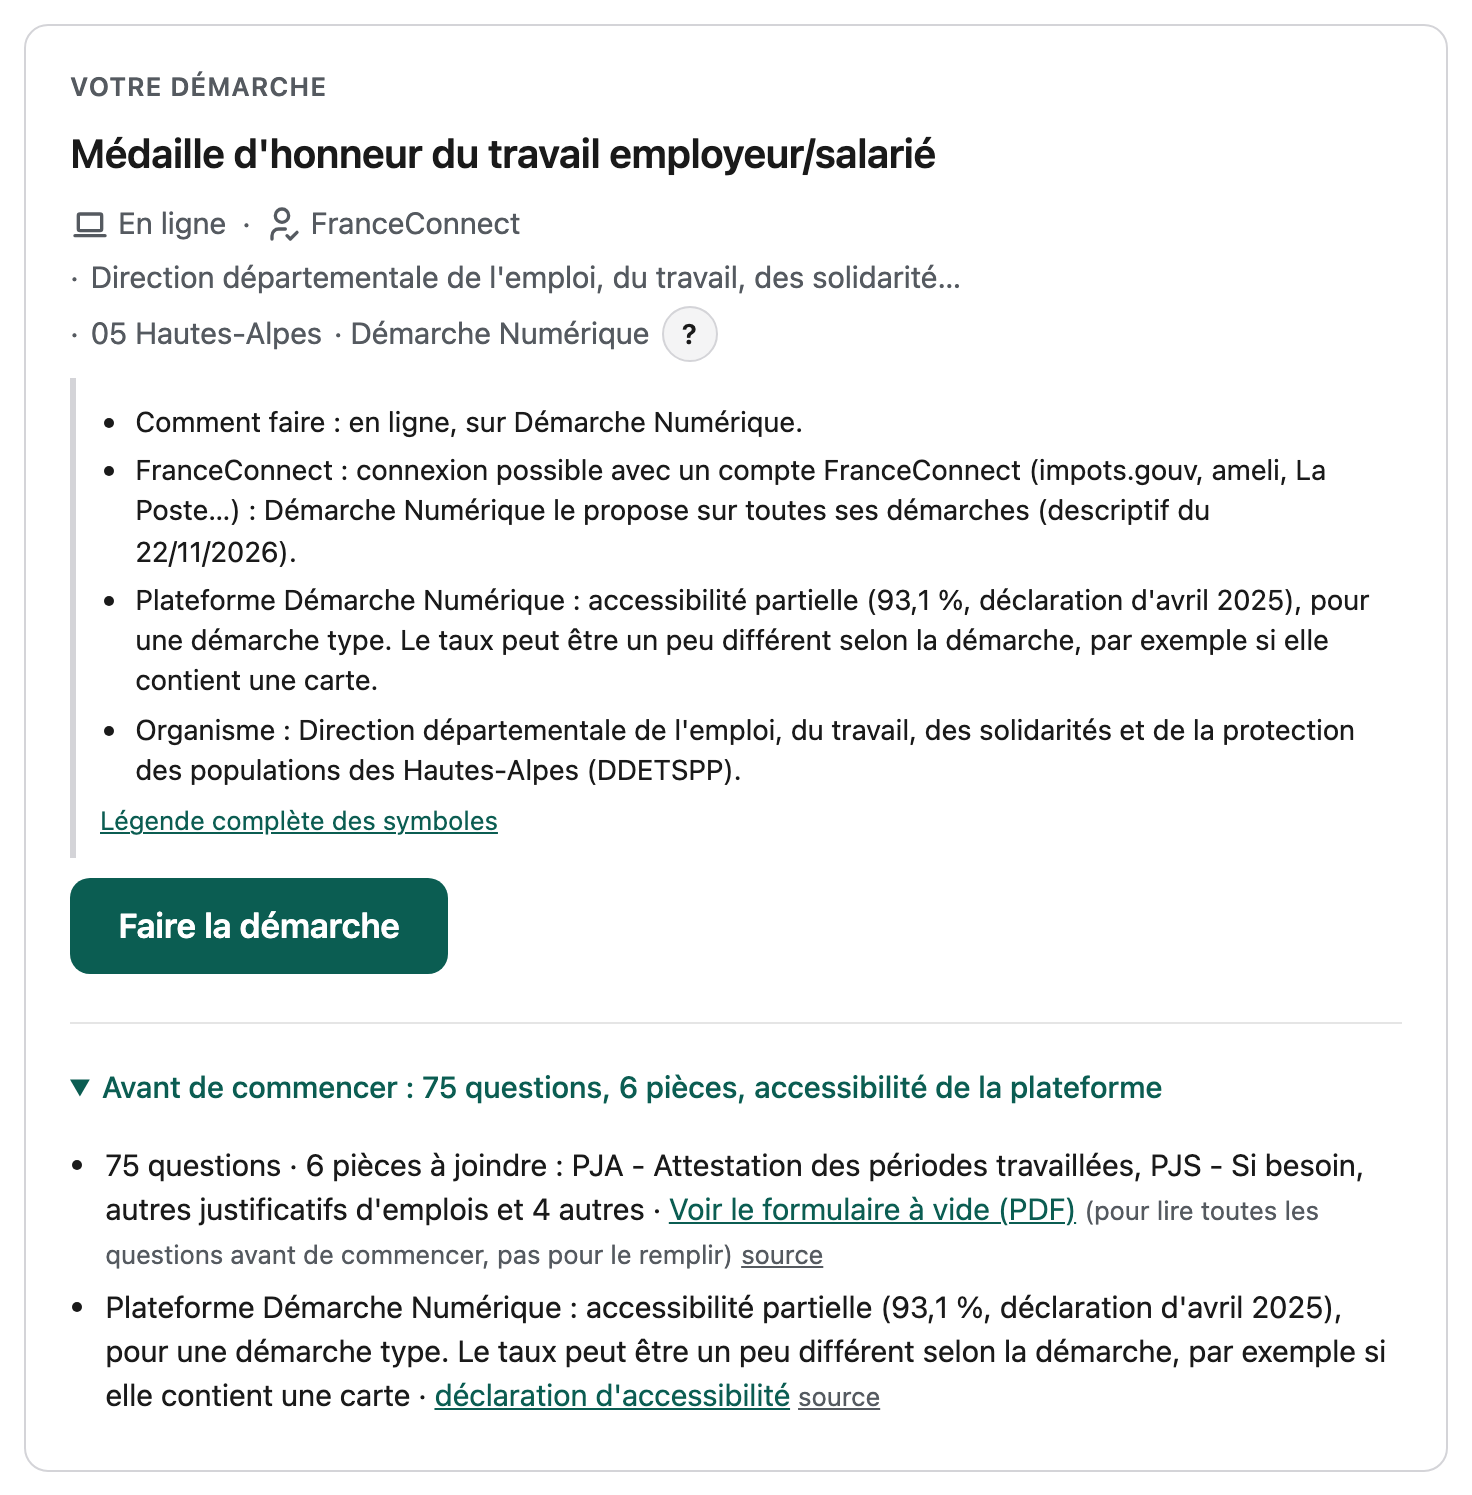 VOTRE DÉMARCHE
Médaille d'honneur du travail employeur/salarié
En ligne · FranceConnect
· Direction départementale de l'emploi, du travail, des solidarité...
· 05 Hautes-Alpes · Démarche Numérique ?
• Comment faire : en ligne, sur Démarche Numérique.
• FranceConnect : connexion possible avec un compte FranceConnect (impots.gouv, ameli, La
Poste...) : Démarche Numérique le propose sur toutes ses démarches (descriptif du
22/11/2026).
• Plateforme Démarche Numérique : accessibilité partielle (93,1 %, déclaration d'avril 2025), pour
une démarche type. Le taux peut être un peu différent selon la démarche, par exemple si elle
contient une carte.
• Organisme : Direction départementale de l'emploi, du travail, des solidarités et de la protection
des populations des Hautes-Alpes (DDETSPP).
Légende complète des symboles
Faire la démarche
▼ Avant de commencer : 75 questions, 6 pièces, accessibilité de la plateforme
• 75 questions · 6 pièces à joindre : PJA - Attestation des périodes travaillées, PJS - Si besoin,
autres justificatifs d'emplois et 4 autres · Voir le formulaire à vide (PDF) (pour lire toutes les
questions avant de commencer, pas pour le remplir) source
• Plateforme Démarche Numérique : accessibilité partielle (93,1 %, déclaration d'avril 2025),
pour une démarche type. Le taux peut être un peu différent selon la démarche, par exemple si
elle contient une carte · déclaration d'accessibilité source